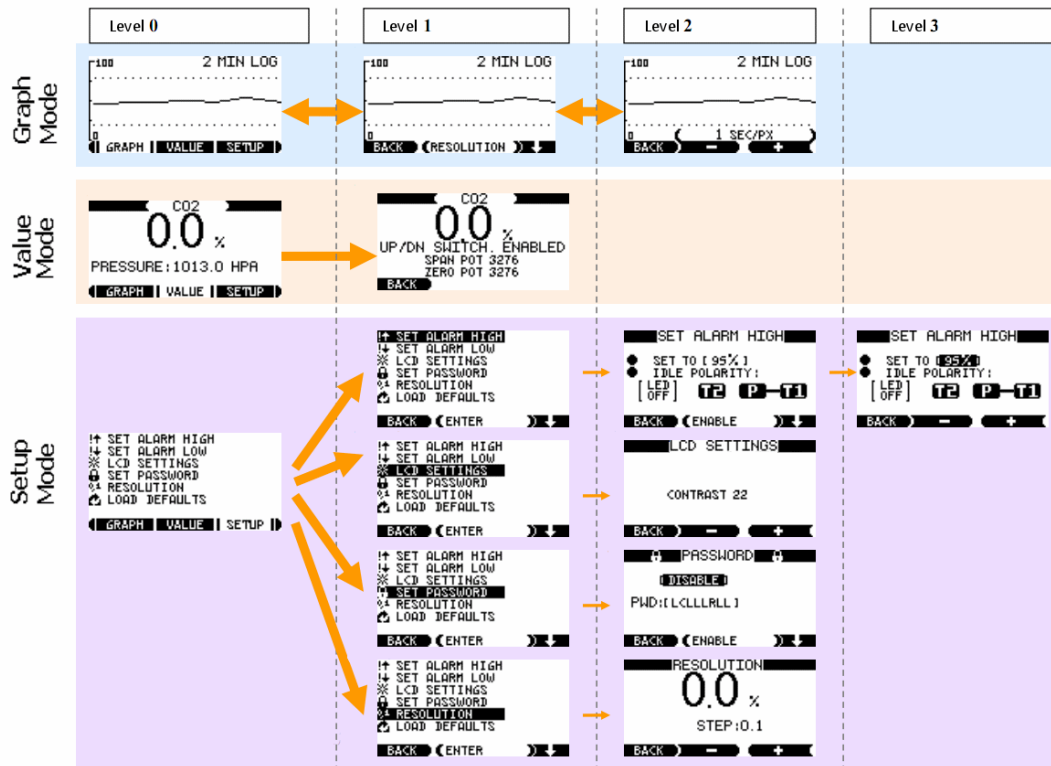 Level 0
Level 1
Level 2
Level 3
Graph
Mode
100 2 MIN LOG
0
GRAPH VALUE SETUP
100 2 MIN LOG
0
BACK RESOLUTION
100 2 MIN LOG
0 1 SEC/PX
BACK - +
Value
Mode
CO2
0.0 %
PRESSURE:1013.0 HPA
GRAPH VALUE SETUP
CO2
0.0 %
UP/DN SWITCH. ENABLED
SPAN POT 3276
ZERO POT 3276
BACK
Setup
Mode
SET ALARM HIGH
SET ALARM LOW
LCD SETTINGS
SET PASSWORD
RESOLUTION
LOAD DEFAULTS
GRAPH VALUE SETUP
SET ALARM HIGH
SET ALARM LOW
LCD SETTINGS
SET PASSWORD
RESOLUTION
LOAD DEFAULTS
BACK ENTER
SET ALARM HIGH
SET TO [95%]
IDLE POLARITY:
[LED OFF] T2 P-T1
BACK ENABLE
SET ALARM HIGH
SET TO [95%]
IDLE POLARITY:
[LED OFF] T2 P-T1
BACK - +
SET ALARM HIGH
SET ALARM LOW
LCD SETTINGS
SET PASSWORD
RESOLUTION
LOAD DEFAULTS
BACK ENTER
LCD SETTINGS
CONTRAST 22
BACK - +
SET ALARM HIGH
SET ALARM LOW
LCD SETTINGS
SET PASSWORD
RESOLUTION
LOAD DEFAULTS
BACK ENTER
PASSWORD
[DISABLE]
PWD:[LCLLLRLL]
BACK ENABLE
SET ALARM HIGH
SET ALARM LOW
LCD SETTINGS
SET PASSWORD
RESOLUTION
LOAD DEFAULTS
BACK ENTER
RESOLUTION
0.0 %
STEP:0.1
BACK - +